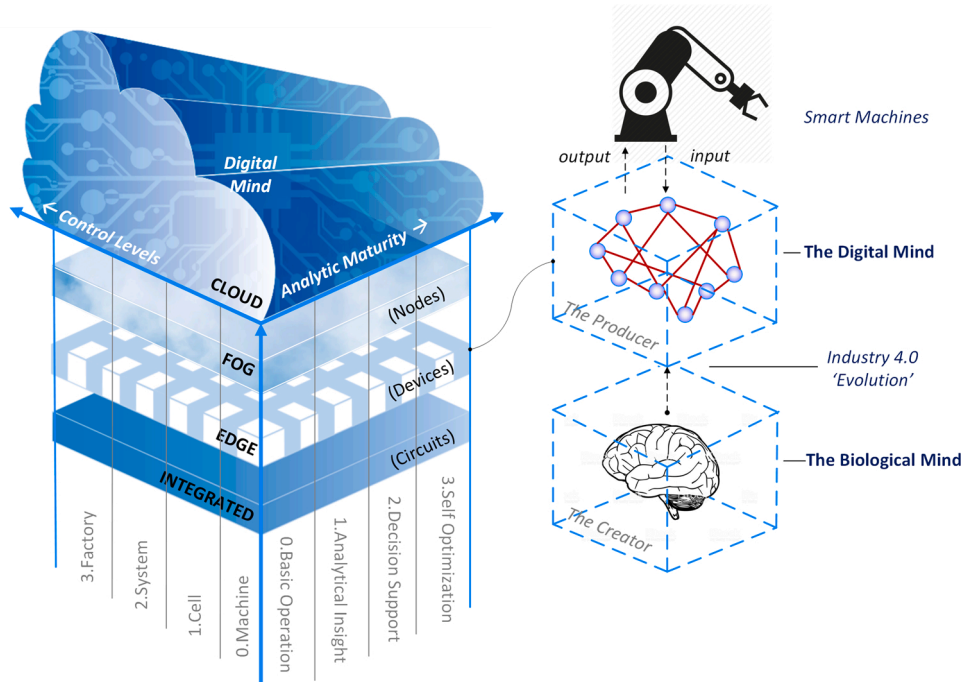 Digital
Mind
← Control Levels
Analytic Maturity →
CLOUD
(Nodes)
FOG
(Devices)
EDGE
(Circuits)
INTEGRATED
3.Factory
2.System
1.Cell
0.Machine
0.Basic Operation
1.Analytical Insight
2.Decision Support
3.Self Optimization
Smart Machines
output
input
The Digital Mind
The Producer
Industry 4.0
‘Evolution’
The Biological Mind
The Creator